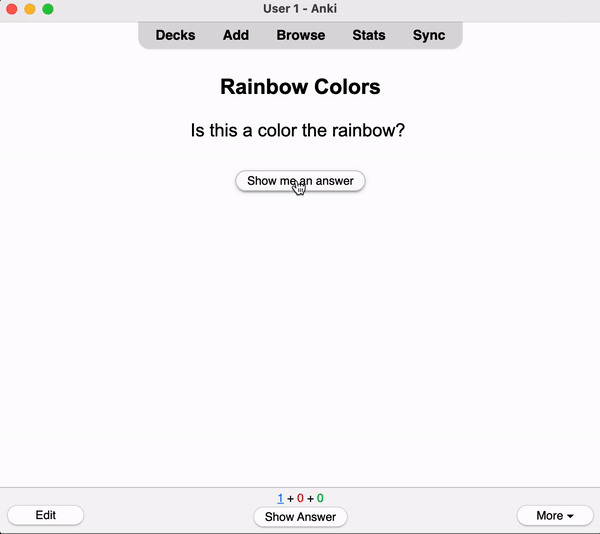 User 1 - Anki
Decks Add Browse Stats Sync
Rainbow Colors
Is this a color the rainbow?
Show me an answer
1 + 0 + 0
Edit Show Answer More